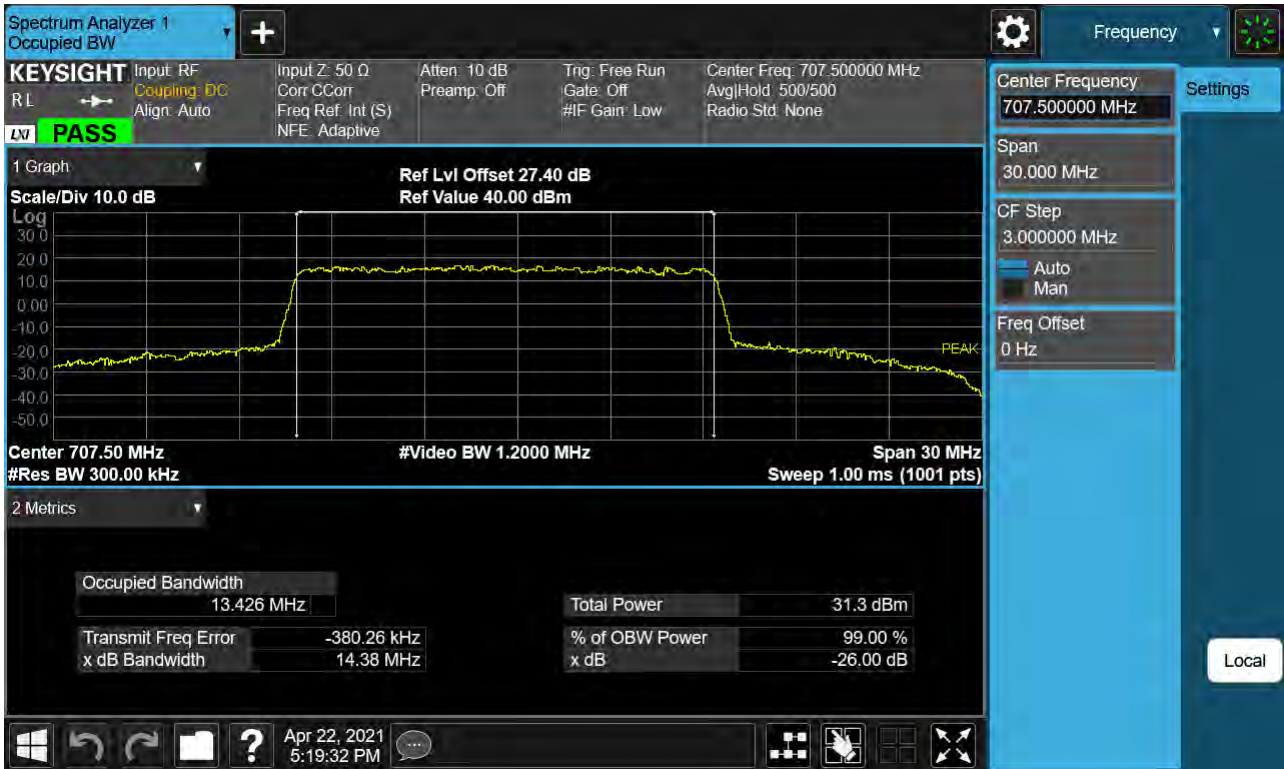 Spectrum Analyzer 1
Occupied BW
+
Frequency
KEYSIGHT
RL
LXI
PASS
Input: RF
Coupling: DC
Align: Auto
Input Z: 50 Ω
Corr CCorr
Freq Ref: Int (S)
NFE: Adaptive
Atten: 10 dB
Preamp: Off
Trig: Free Run
Gate: Off
#IF Gain: Low
Center Freq: 707.500000 MHz
Avg|Hold: 500/500
Radio Std: None
1 Graph
Scale/Div 10.0 dB
Ref Lvl Offset 27.40 dB
Ref Value 40.00 dBm
Log
30.0
20.0
10.0
0.00
-10.0
-20.0
-30.0
-40.0
-50.0
PEAK
Center 707.50 MHz
#Video BW 1.2000 MHz
Span 30 MHz
#Res BW 300.00 kHz
Sweep 1.00 ms (1001 pts)
2 Metrics
Occupied Bandwidth
13.426 MHz
Transmit Freq Error -380.26 kHz
x dB Bandwidth 14.38 MHz
Total Power 31.3 dBm
% of OBW Power 99.00 %
x dB -26.00 dB
Center Frequency
707.500000 MHz
Span
30.000 MHz
CF Step
3.000000 MHz
Auto
Man
Freq Offset
0 Hz
Settings
Local
?
Apr 22, 2021
5:19:32 PM